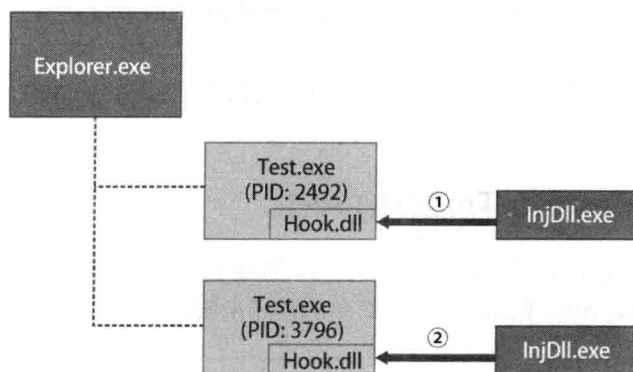 Explorer.exe
Test.exe
(PID: 2492)
Hook.dll
①
InjDll.exe
Test.exe
(PID: 3796)
Hook.dll
②
InjDll.exe